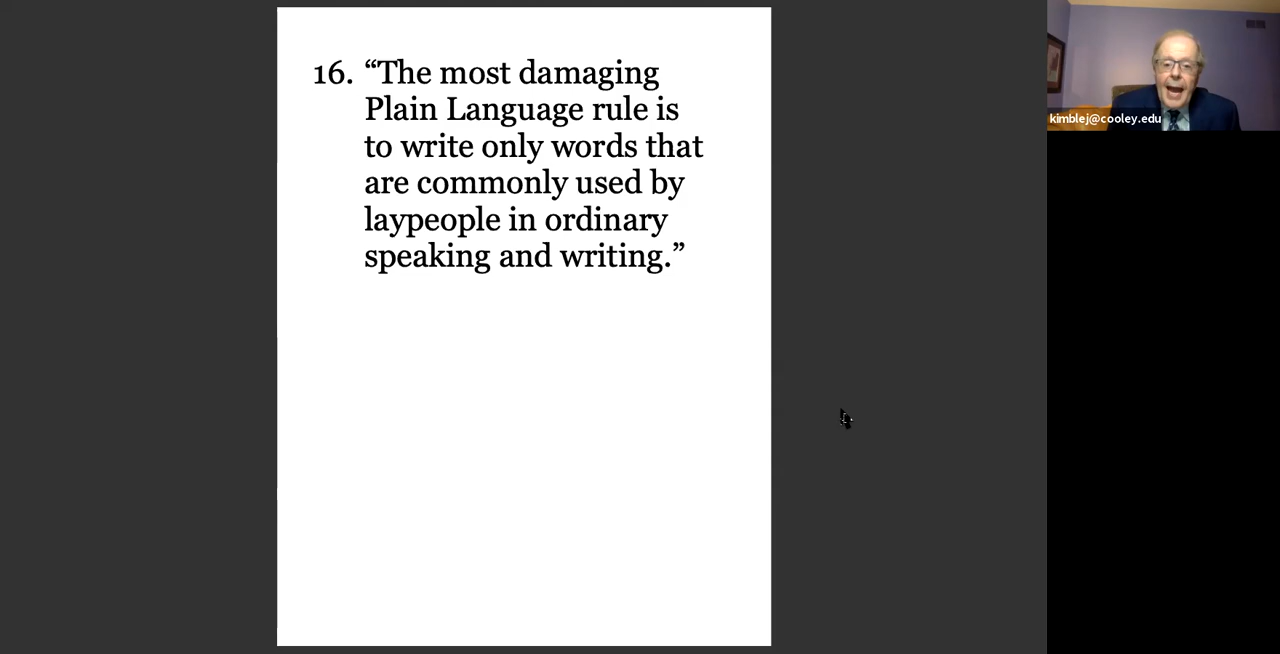 16. “The most damaging
Plain Language rule is
to write only words that
are commonly used by
laypeople in ordinary
speaking and writing.”
kimblej@cooley.edu